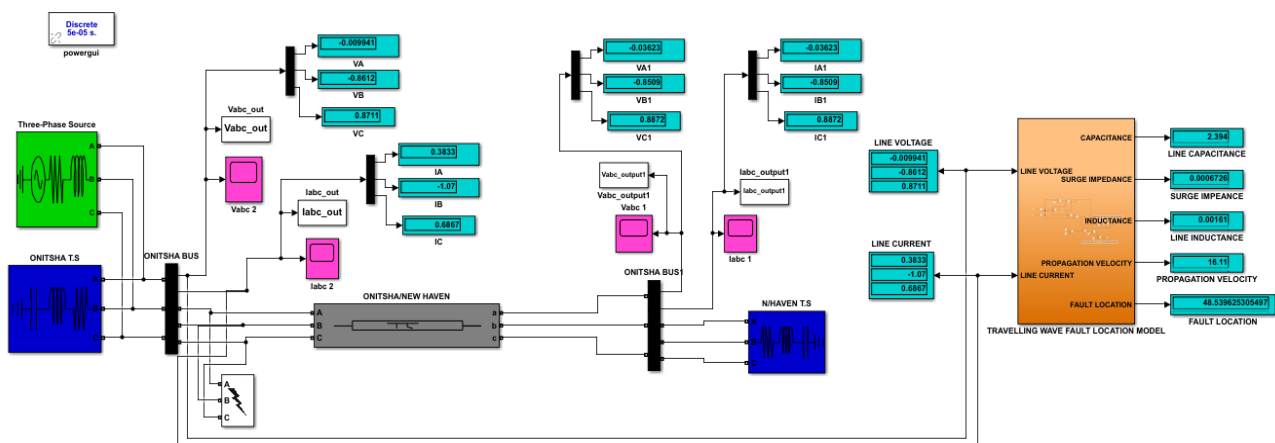 Discrete
5e-05 s.
powergui
-0.009941
VA
-0.8612
VB
0.8711
VC
Vabc_out
Vabc_out
Vabc 2
Three-Phase Source
A
B
C
0.3833
IA
-1.07
IB
0.6867
IC
Iabc_out
Iabc_out
Iabc 2
ONITSHA T.S
A
B
C
ONITSHA BUS
A
B
C
ONITSHA/NEW HAVEN
A
B
C
a
b
c
-0.03623
VA1
-0.8509
VB1
0.8872
VC1
Vabc_output1
Vabc_output1
Vabc 1
-0.03623
IA1
-0.8509
IB1
0.8872
IC1
Iabc_output1
Iabc_output1
Iabc 1
ONITSHA BUS1
N/HAVEN T.S
A
B
C
LINE VOLTAGE
-0.009941
-0.8612
0.8711
LINE CURRENT
0.3833
-1.07
0.6867
LINE VOLTAGE
LINE CURRENT
CAPACITANCE
SURGE IMPEDANCE
INDUCTANCE
PROPAGATION VELOCITY
FAULT LOCATION
TRAVELLING WAVE FAULT LOCATION MODEL
2.394
LINE CAPACITANCE
0.0006726
SURGE IMPEANCE
0.00161
LINE INDUCTANCE
16.11
PROPAGATION VELOCITY
48.539625305497
FAULT LOCATION